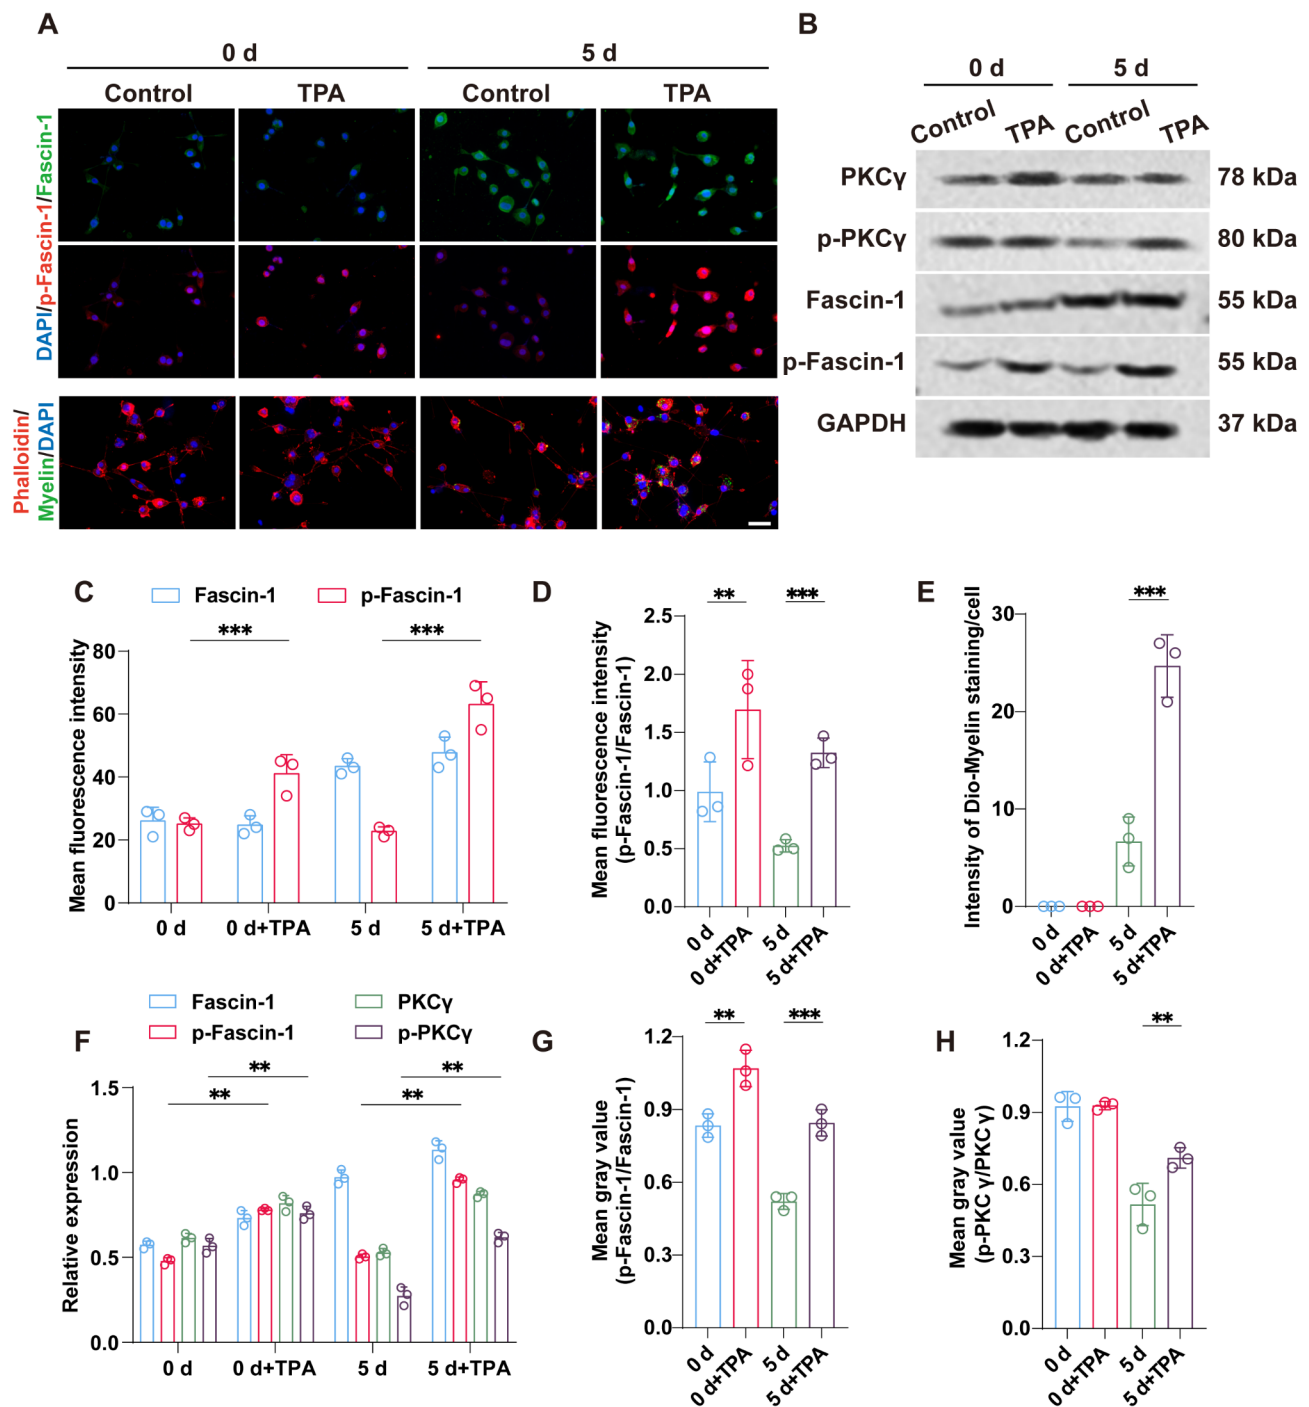 A
0 d
5 d
Control
TPA
Control
TPA
DAPI/p-Fascin-1/Fascin-1
Phalloidin/
Myelin/DAPI
B
0 d
5 d
Control
TPA
Control
TPA
PKCγ
78 kDa
p-PKCγ
80 kDa
Fascin-1
55 kDa
p-Fascin-1
55 kDa
GAPDH
37 kDa
C
Fascin-1
p-Fascin-1
***
***
Mean fluorescence intensity
80
60
40
20
0
0 d
0 d+TPA
5 d
5 d+TPA
D
**
***
Mean fluorescence intensity
(p-Fascin-1/Fascin-1)
2.5
2.0
1.5
1.0
0.5
0.0
0 d
0 d+TPA
5 d
5 d+TPA
E
***
Intensity of Dio-Myelin staining/cell
30
20
10
0
0 d
0 d+TPA
5 d
5 d+TPA
F
Fascin-1
PKCγ
p-Fascin-1
p-PKCγ
**
**
**
**
Relative expression
1.5
1.0
0.5
0.0
0 d
0 d+TPA
5 d
5 d+TPA
G
**
***
Mean gray value
(p-Fascin-1/Fascin-1)
1.2
0.9
0.6
0.3
0.0
0 d
0 d+TPA
5 d
5 d+TPA
H
**
Mean gray value
(p-PKC γ/PKC γ)
1.2
0.9
0.6
0.3
0.0
0 d
0 d+TPA
5 d
5 d+TPA